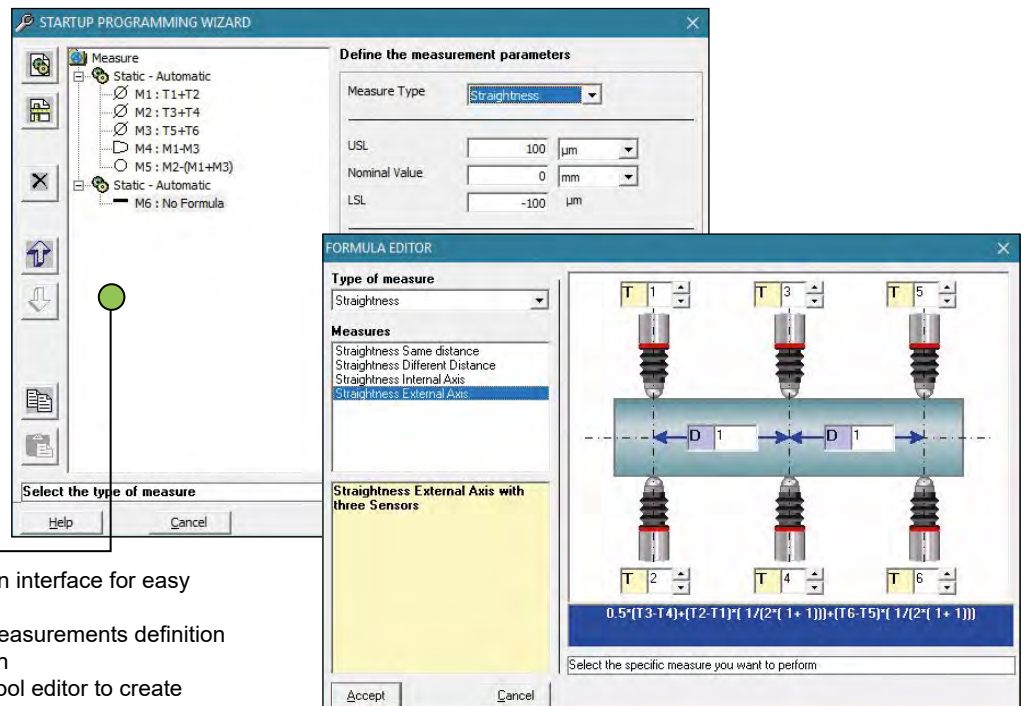 STARTUP PROGRAMMING WIZARD
Define the measurement parameters
Measure
Static - Automatic
M1 : T1+T2
M2 : T3+T4
M3 : T5+T6
M4 : M1-M3
M5 : M2-(M1+M3)
Static - Automatic
M6 : No Formula
Measure Type Straightness
USL 100 µm
Nominal Value 0 mm
LSL -100 µm
Select the type of measure
Help Cancel
FORMULA EDITOR
Type of measure
Straightness
Measures
Straightness Same distance
Straightness Different Distance
Straightness Internal Axis
Straightness External Axis
Straightness External Axis with
three Sensors
T 1 T 3 T 5
D 1 D 1
T 2 T 4 T 6
0.5*(T3-T4)+(T2-T1)*( 1/(2*( 1+ 1)))+(T6-T5)*( 1/(2*( 1+ 1)))
Select the specific measure you want to perform
Accept Cancel
n interface for easy
easurements definition
n
ool editor to create